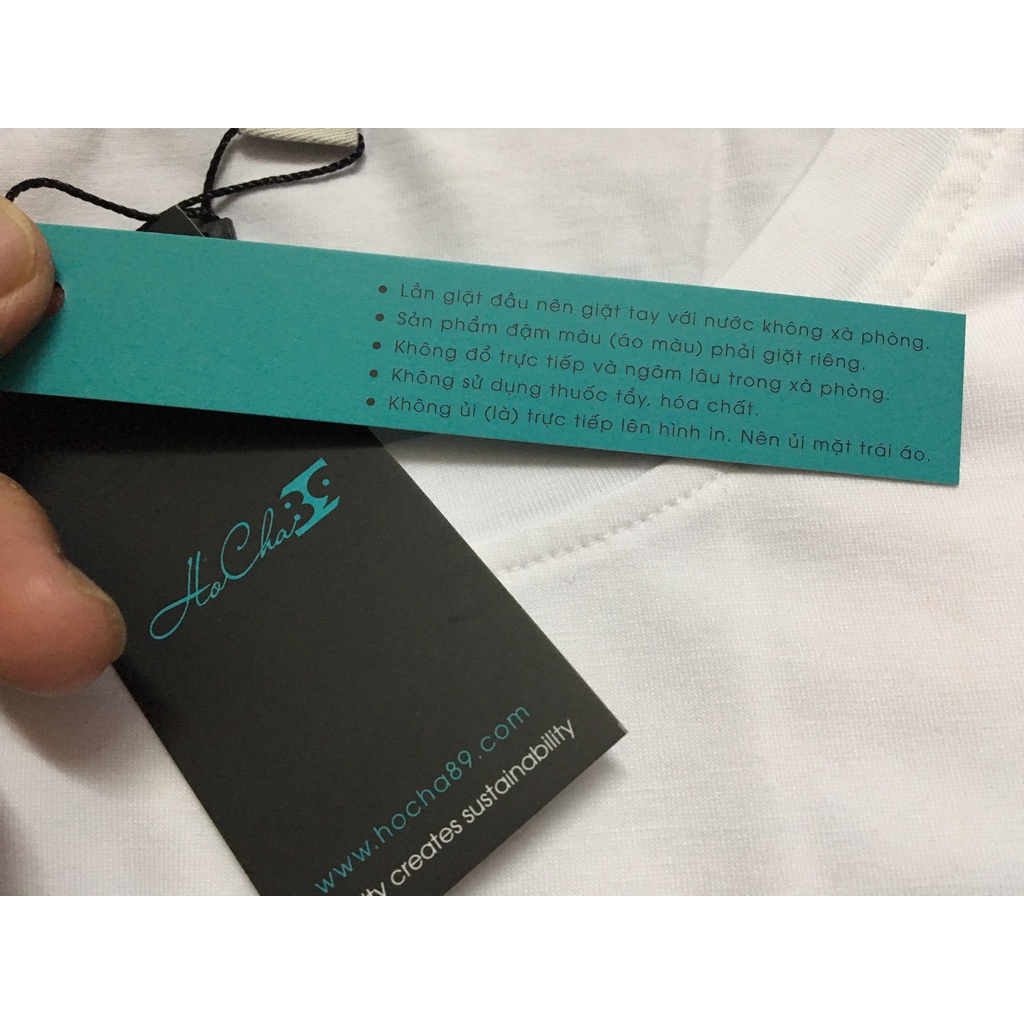 • Lần giặt đầu nên giặt tay với nước không xà phòng.
• Sản phẩm đậm màu (áo màu) phải giặt riêng.
• Không đổ trực tiếp và ngâm lâu trong xà phòng.
• Không sử dụng thuốc tẩy, hóa chất.
• Không ủi (là) trực tiếp lên hình in. Nên ủi mặt trái áo.
HoCha89
www.hocha89.com
creates sustainability